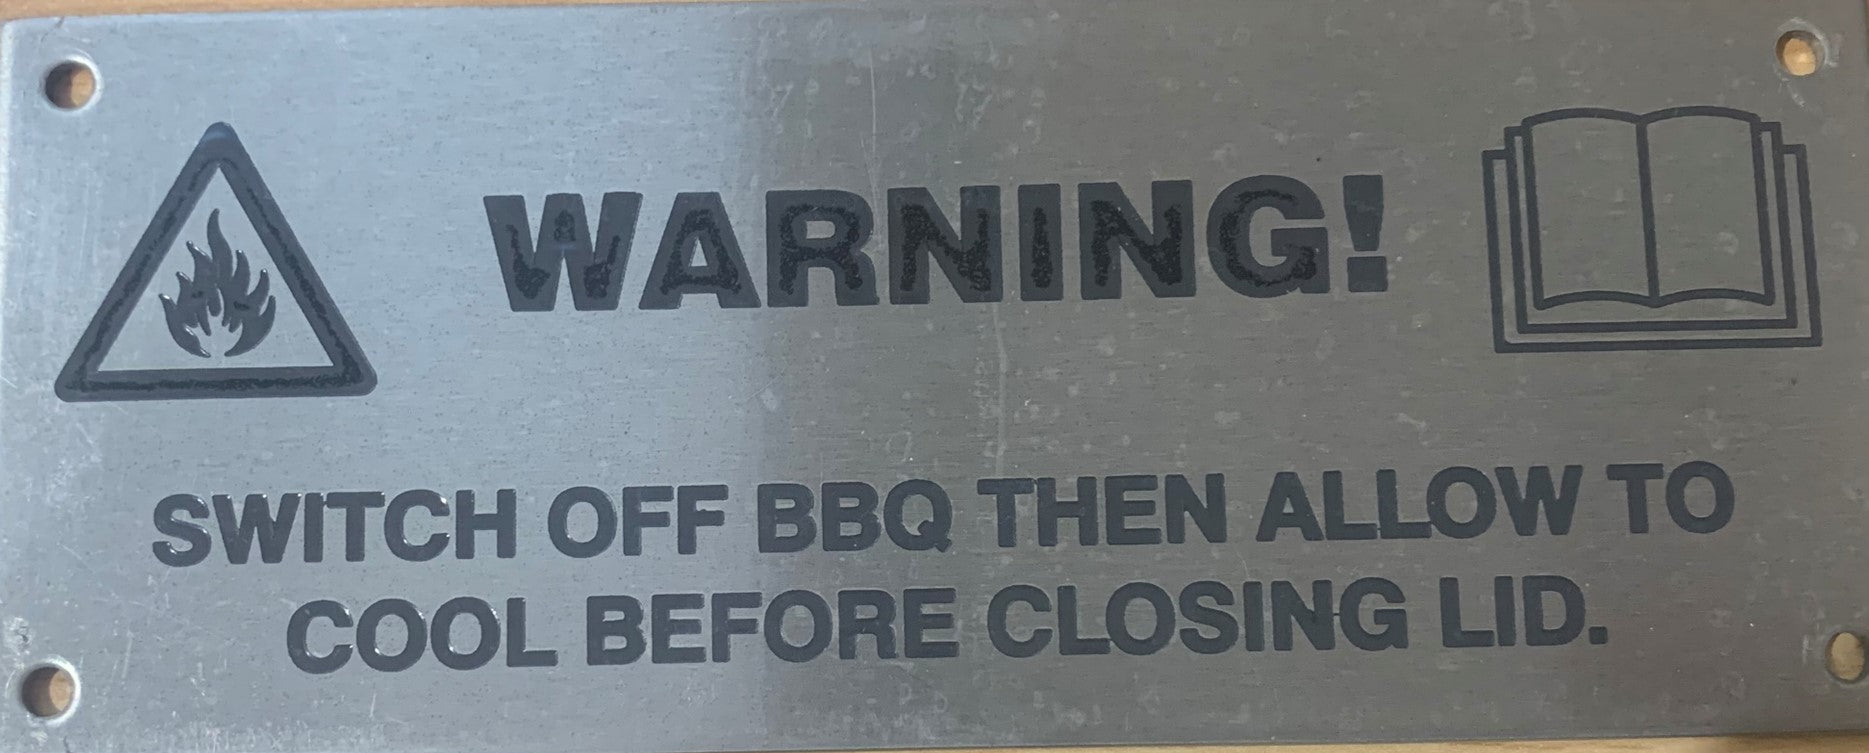 WARNING!
SWITCH OFF BBQ THEN ALLOW TO
COOL BEFORE CLOSING LID.